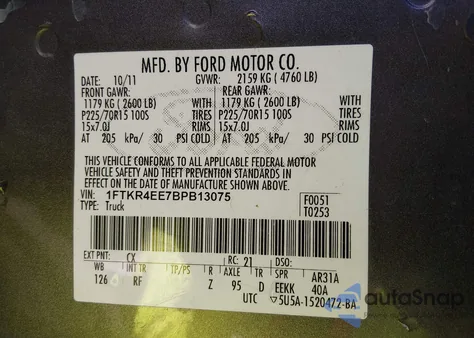 MFD. BY FORD MOTOR CO.
DATE: 10/11 GVWR: 2159 KG (4760 LB)
FRONT GAWR: REAR GAWR:
1179 KG (2600 LB) WITH 1179 KG (2600 LB) WITH
P225/70R15 100S TIRES P225/70R15 100S TIRES
15x7.0J RIMS 15x7.0J RIMS
AT 205 kPa/ 30 PSI COLD AT 205 kPa/ 30 PSI COLD
THIS VEHICLE CONFORMS TO ALL APPLICABLE FEDERAL MOTOR
VEHICLE SAFETY AND THEFT PREVENTION STANDARDS IN
EFFECT ON THE DATE OF MANUFACTURE SHOWN ABOVE.
VIN: 1FTKR4EE7BPB13075 F0051
TYPE: Truck T0253
EXT PNT: CX RC: 21 DSO:
WB INT TR TP/PS R AXLE TR SPR AR31A
126 RF Z 95 D EEKK 40A
UTC 5U5A-1520472-BA
autoSnap